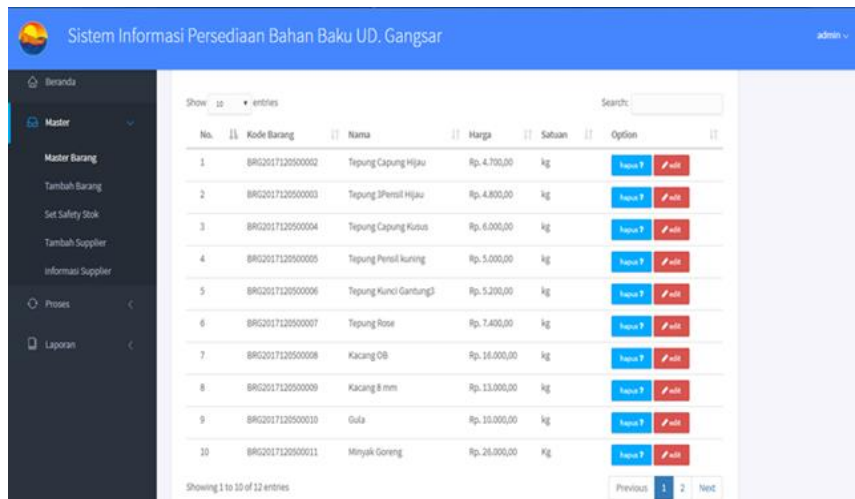 Sistem Informasi Persediaan Bahan Baku UD. Gangsar
admin
Beranda
Master
Master Barang
Tambah Barang
Set Safety Stok
Tambah Supplier
Informasi Supplier
Proses
Laporan
Show 10 entries Search:
No. Kode Barang Nama Harga Satuan Option
1 BRG2017120500002 Tepung Capung Hijau Rp. 4.700,00 kg hapus ? edit
2 BRG2017120500003 Tepung 3Pensil Hijau Rp. 4.800,00 kg hapus ? edit
3 BRG2017120500004 Tepung Capung Kusus Rp. 6.000,00 kg hapus ? edit
4 BRG2017120500005 Tepung Pensil kuning Rp. 5.000,00 kg hapus ? edit
5 BRG2017120500006 Tepung Kunci Gantung3 Rp. 5.200,00 kg hapus ? edit
6 BRG2017120500007 Tepung Rose Rp. 7.400,00 kg hapus ? edit
7 BRG2017120500008 Kacang OB Rp. 16.000,00 kg hapus ? edit
8 BRG2017120500009 Kacang 8 mm Rp. 13.000,00 kg hapus ? edit
9 BRG2017120500010 Gula Rp. 10.000,00 kg hapus ? edit
10 BRG2017120500011 Minyak Goreng Rp. 26.000,00 Kg hapus ? edit
Showing 1 to 10 of 12 entries Previous 1 2 Next